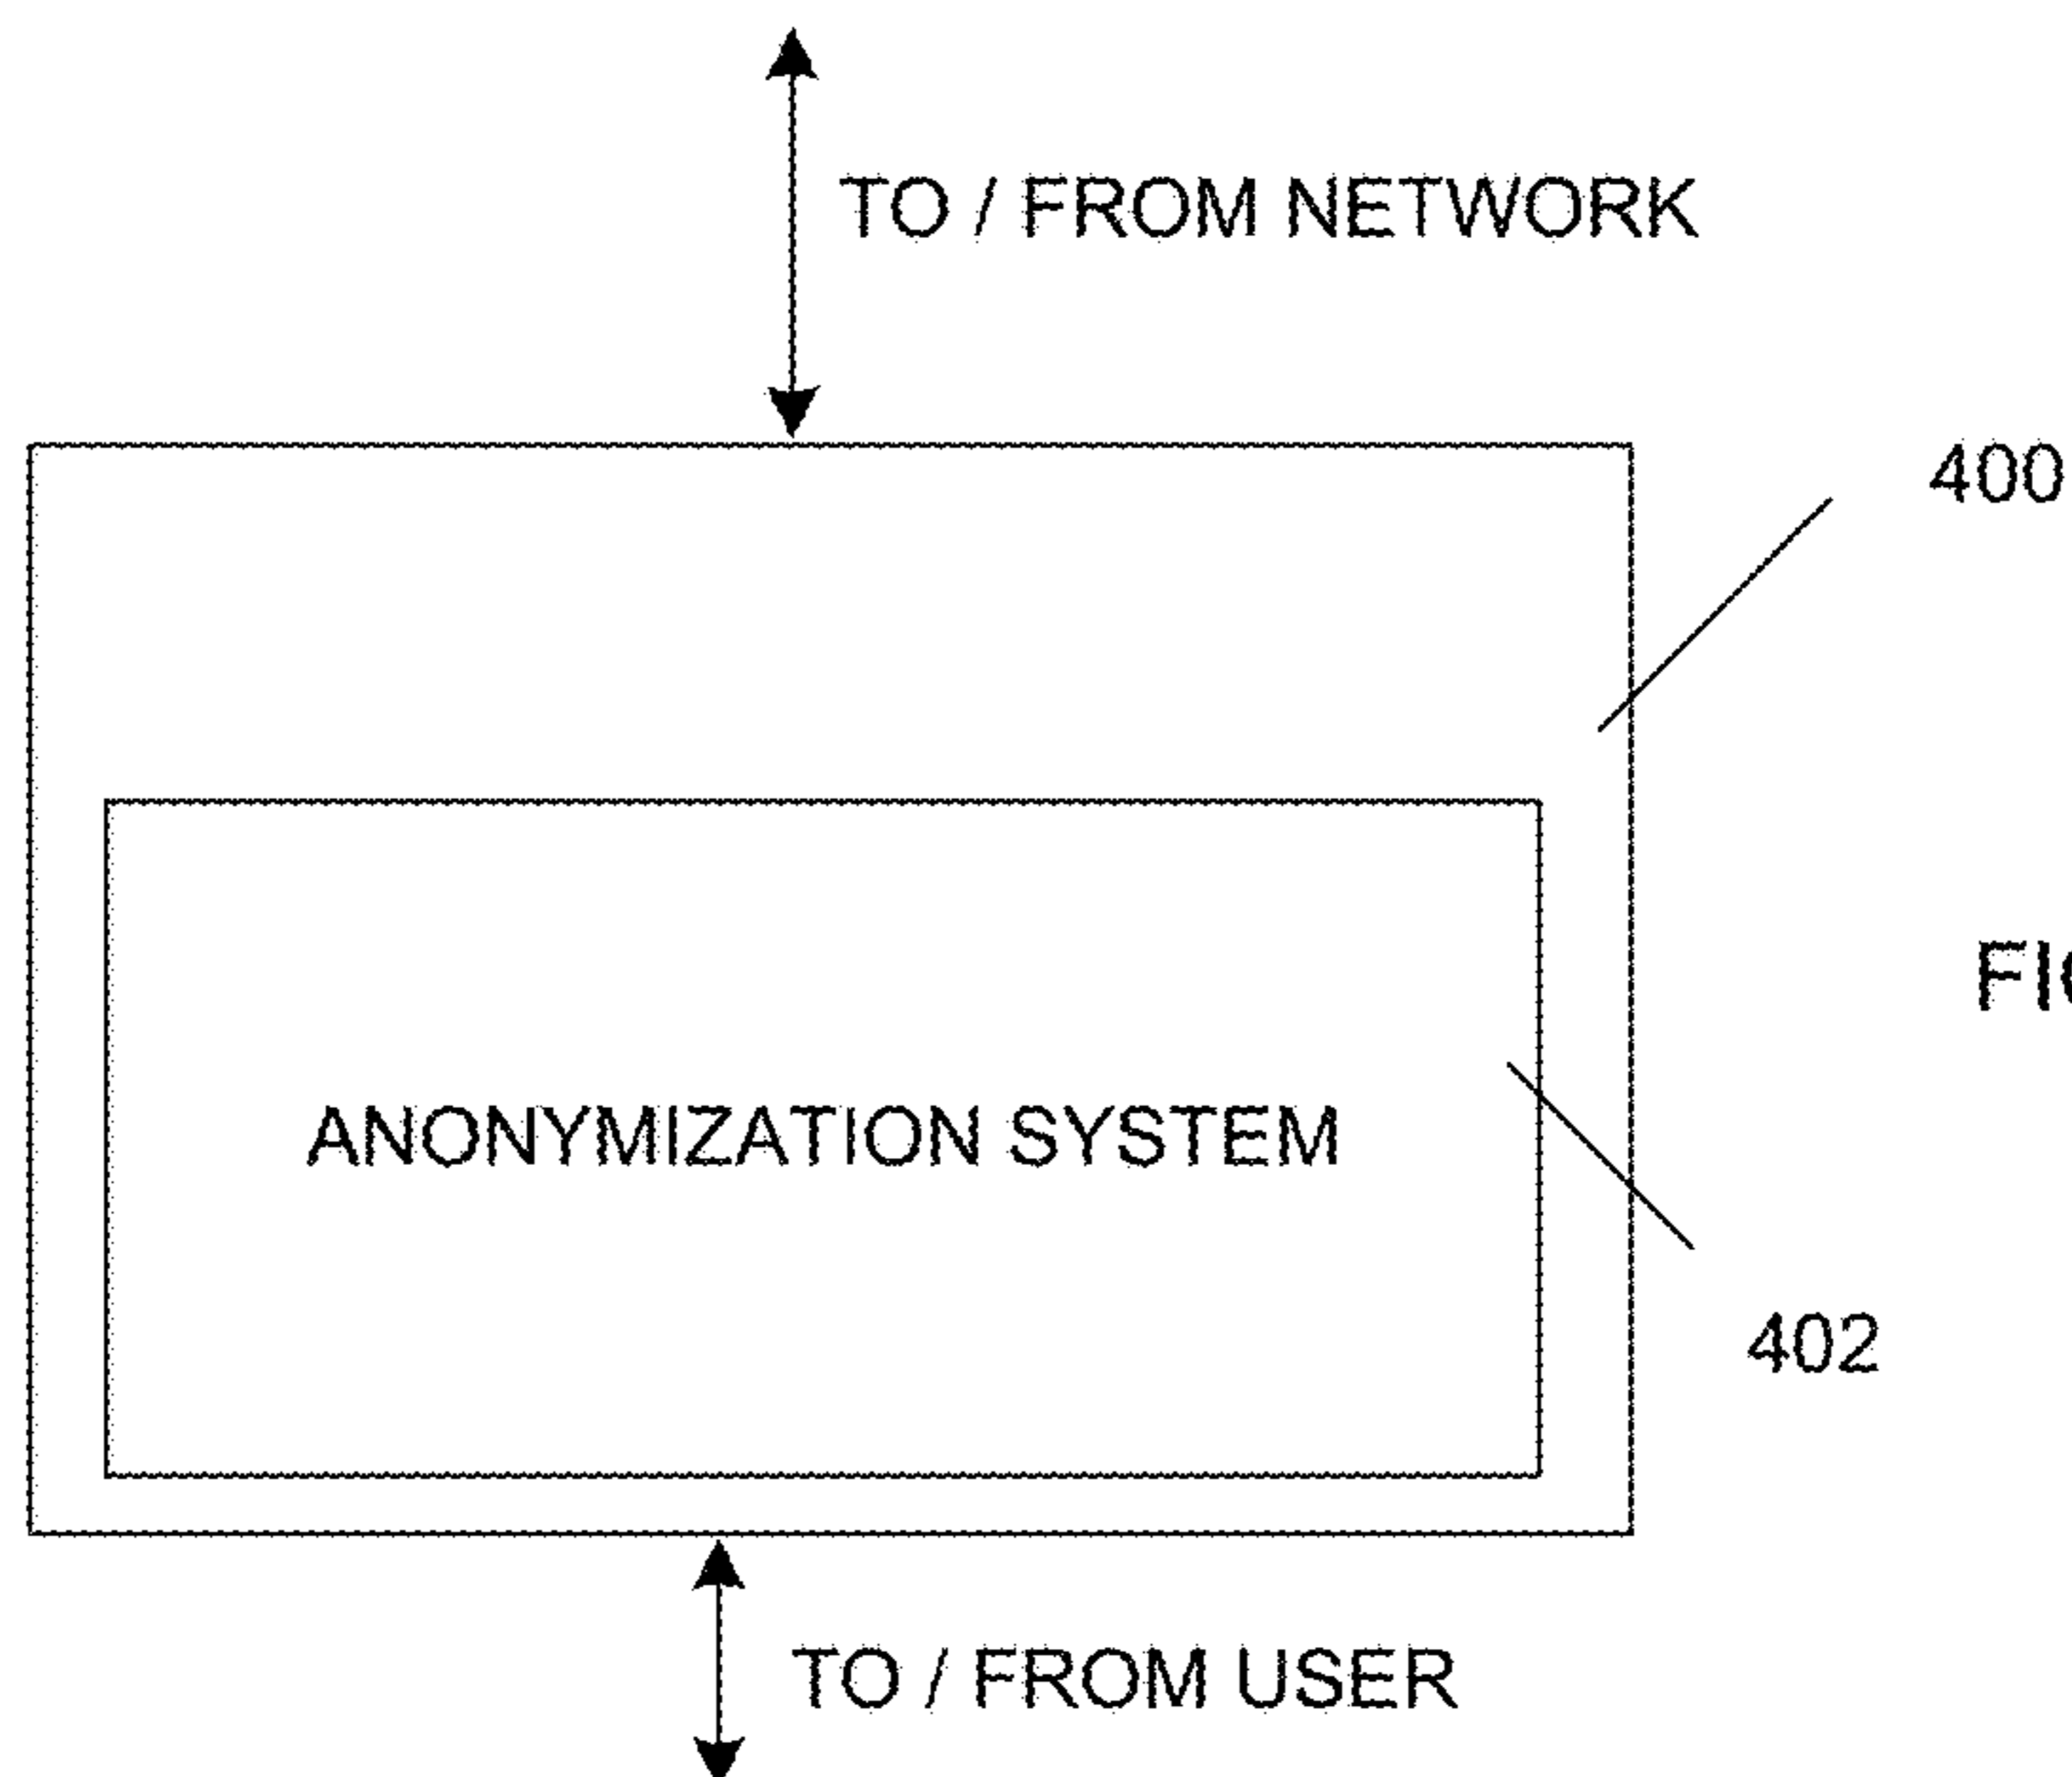 TO / FROM NETWORK
400
ANONYMIZATION SYSTEM
402
TO / FROM USER